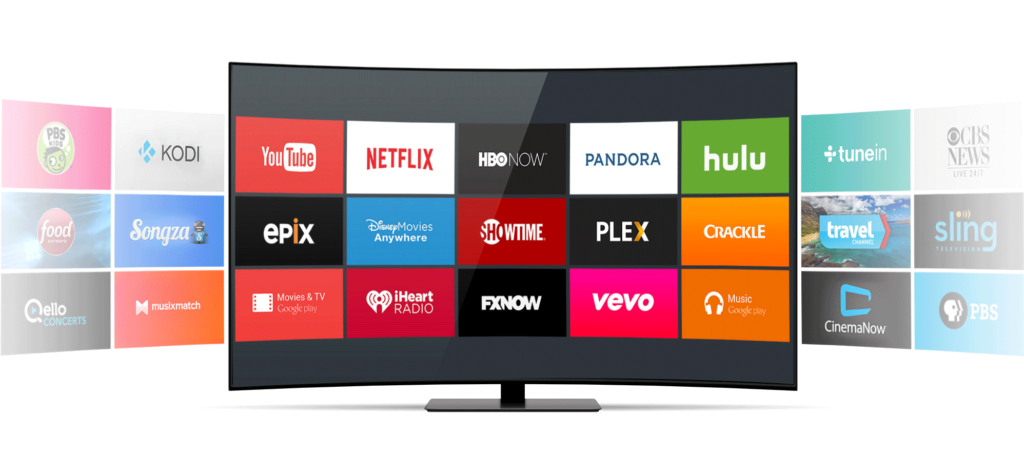 PBS
KIDS
KODI
food
network
Songza
Qello
CONCERTS
musixmatch
YouTube
NETFLIX
HBO NOW
PANDORA
hulu
epix
Disney Movies
Anywhere
SHOWTIME
PLEX
CRACKLE
Movies & TV
Google play
iHeart
RADIO
FXNOW
vevo
Music
Google play
tunein
CBS
NEWS
LIVE 24/7
travel
CHANNEL
sling
TELEVISION
CinemaNow
PBS